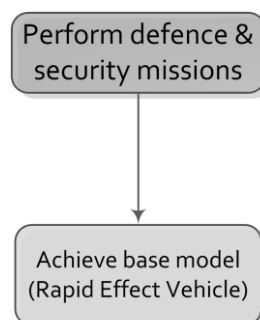 Perform defence &
security missions
Achieve base model
(Rapid Effect Vehicle)